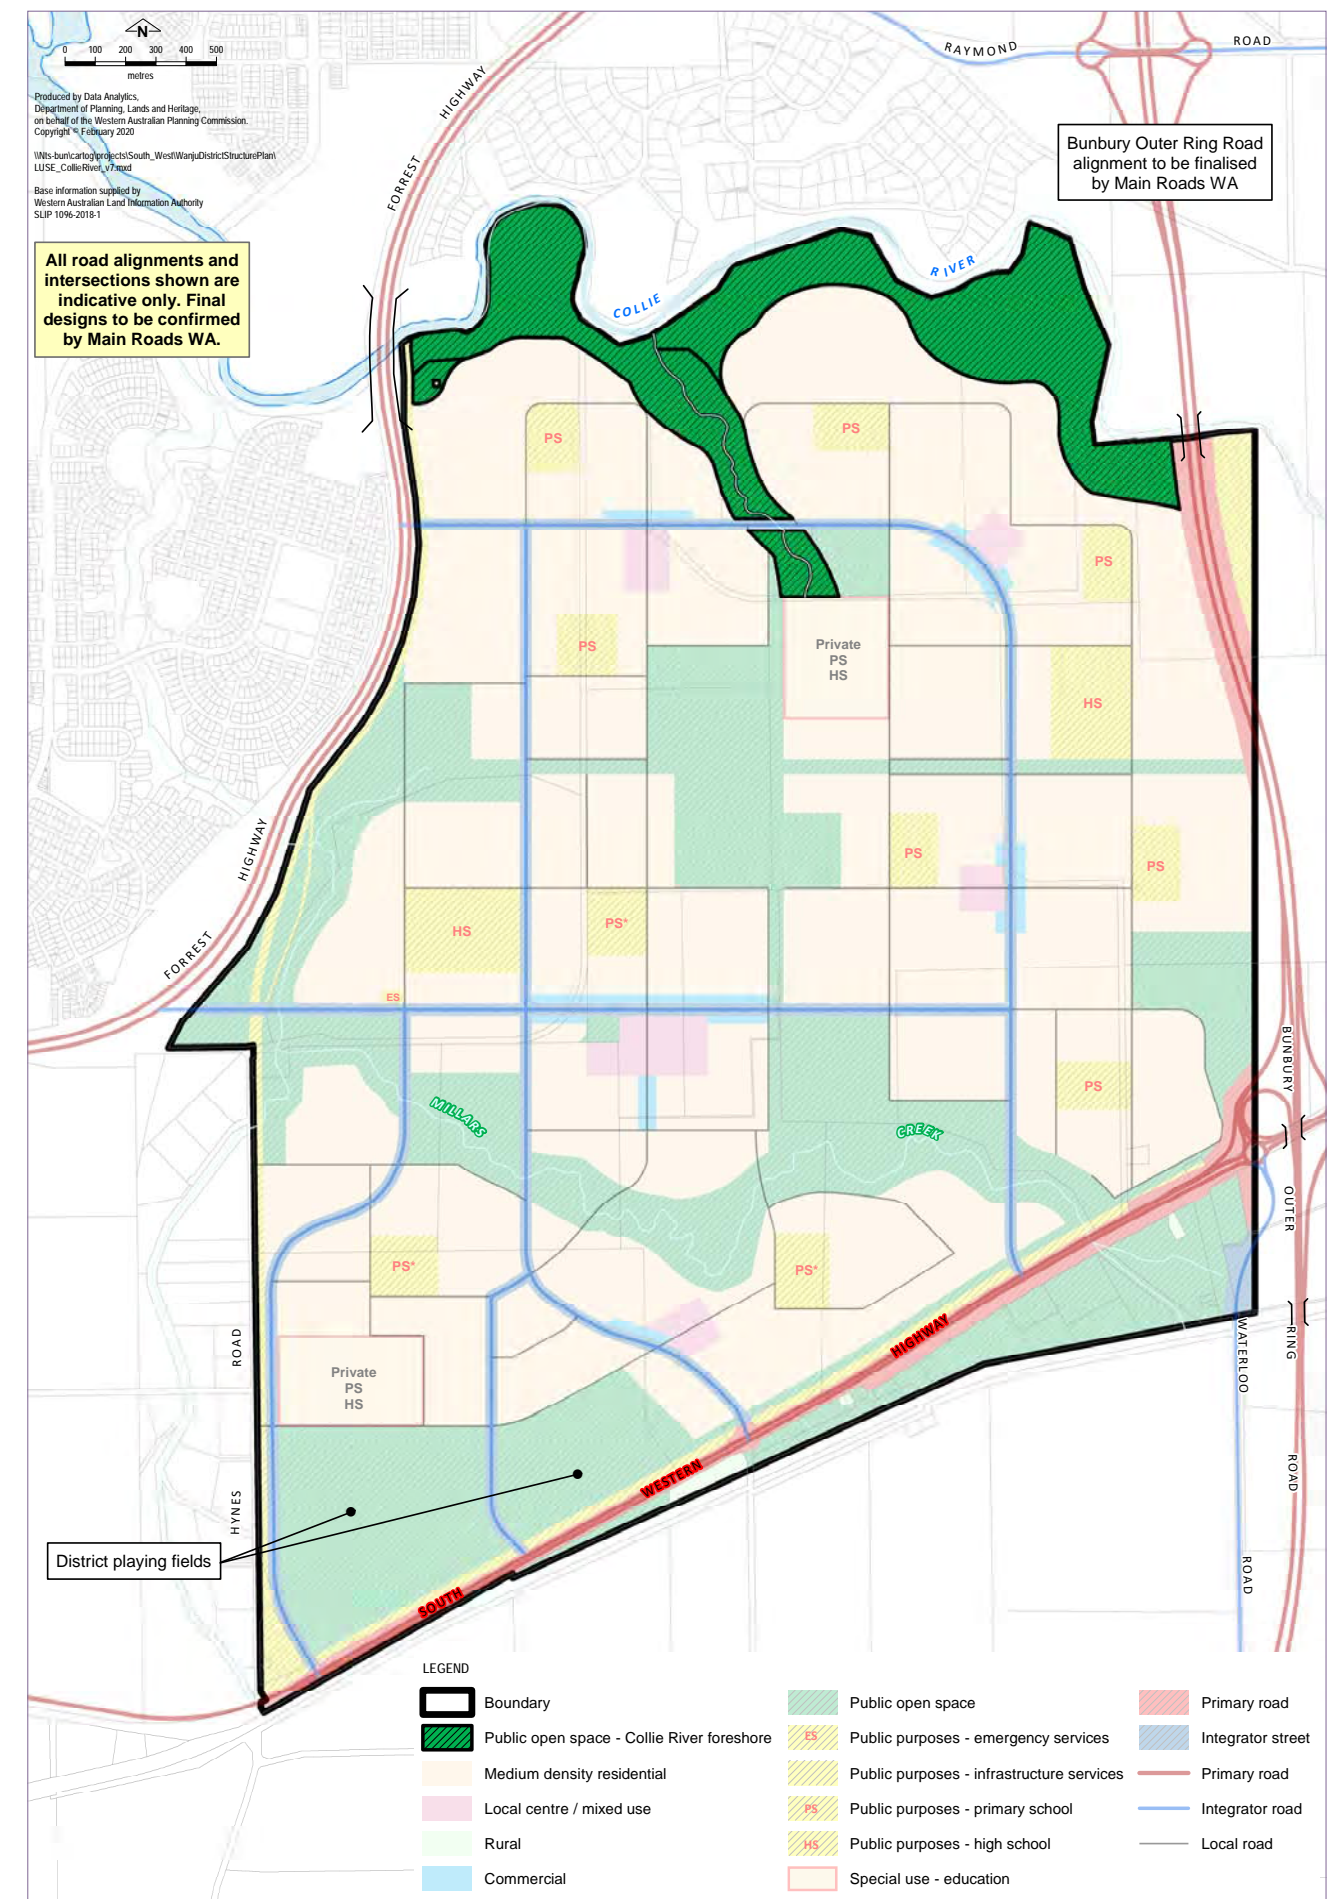 N
0 100 200 300 400 500
metres
Produced by Data Analytics,
Department of Planning, Lands and Heritage,
on behalf of the Western Australian Planning Commission.
Copyright © February 2020
\\Nts-bun\cartog\projects\South_West\WanjuDistrictStructurePlan\
LUSE_CollieRiver_v7.mxd
Base information supplied by
Western Australian Land Information Authority
SLIP 1096-2018-1
All road alignments and
intersections shown are
indicative only. Final
designs to be confirmed
by Main Roads WA.
FORREST
HIGHWAY
RAYMOND
ROAD
Bunbury Outer Ring Road
alignment to be finalised
by Main Roads WA
COLLIE
RIVER
PS
PS
PS
PS
Private
PS
HS
HS
FORREST
HIGHWAY
PS
PS
HS
PS*
ES
BUNBURY
OUTER
RING
ROAD
PS
MILLARS
CREEK
PS*
PS*
Private
PS
HS
HYNES
ROAD
WATERLOO
ROAD
SOUTH
WESTERN
HIGHWAY
District playing fields
LEGEND
Boundary
Public open space - Collie River foreshore
Medium density residential
Local centre / mixed use
Rural
Commercial
Public open space
ES Public purposes - emergency services
Public purposes - infrastructure services
PS Public purposes - primary school
HS Public purposes - high school
Special use - education
Primary road
Integrator street
Primary road
Integrator road
Local road